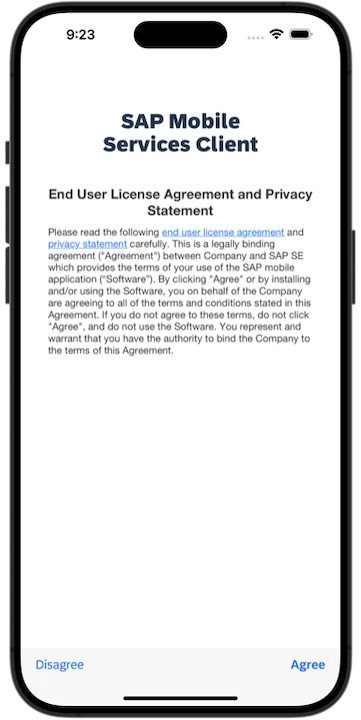 9:23
SAP Mobile
Services Client
End User License Agreement and Privacy
Statement
Please read the following end user license agreement and
privacy statement carefully. This is a legally binding
agreement ("Agreement") between Company and SAP SE
which provides the terms of your use of the SAP mobile
application ("Software"). By clicking "Agree" or by installing
and/or using the Software, you on behalf of the Company
are agreeing to all of the terms and conditions stated in this
Agreement. If you do not agree to these terms, do not click
"Agree", and do not use the Software. You represent and
warrant that you have the authority to bind the Company to
the terms of this Agreement.
Disagree
Agree